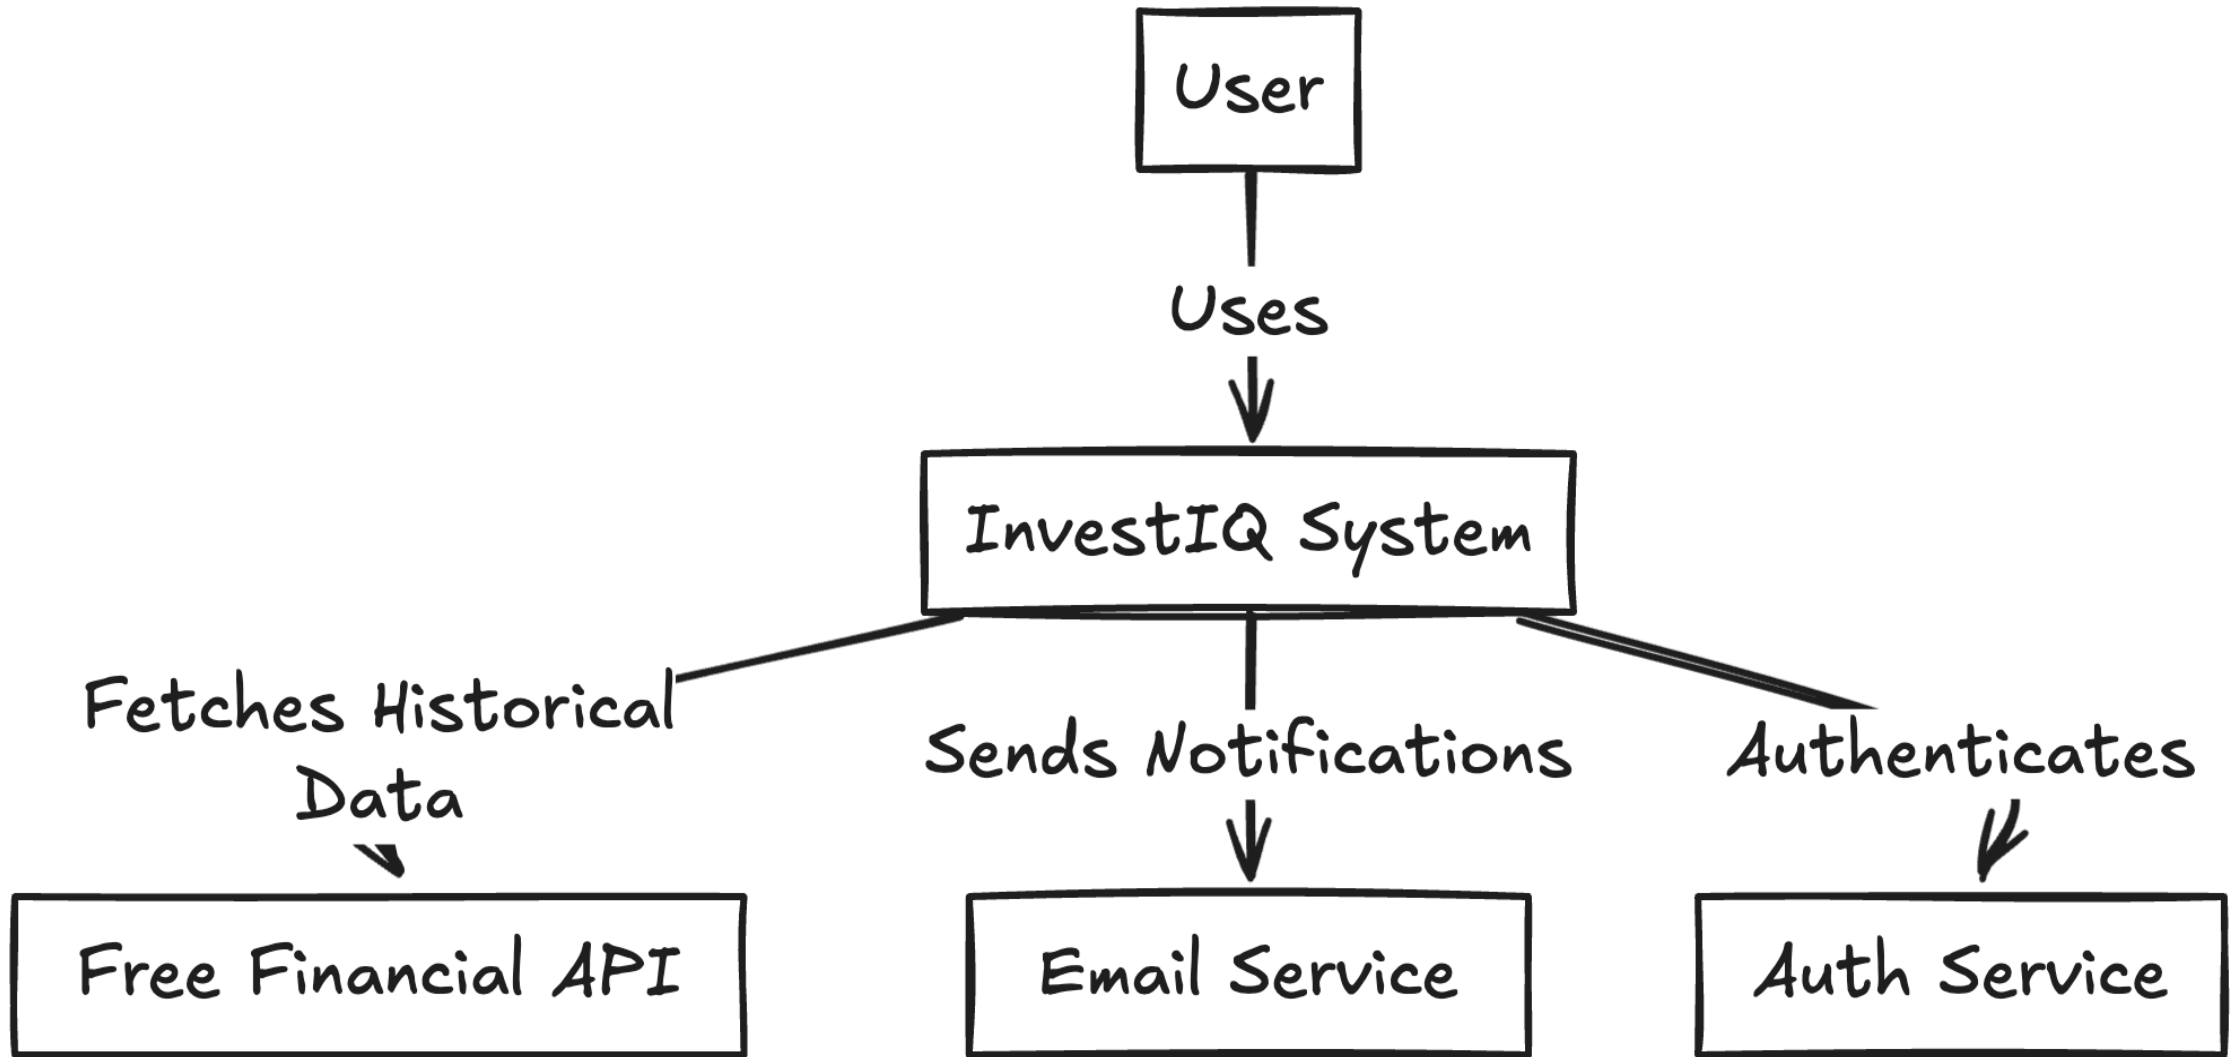 User
Uses
InvestIQ System
Fetches Historical
Data
Sends Notifications
Authenticates
Free Financial API
Email Service
Auth Service